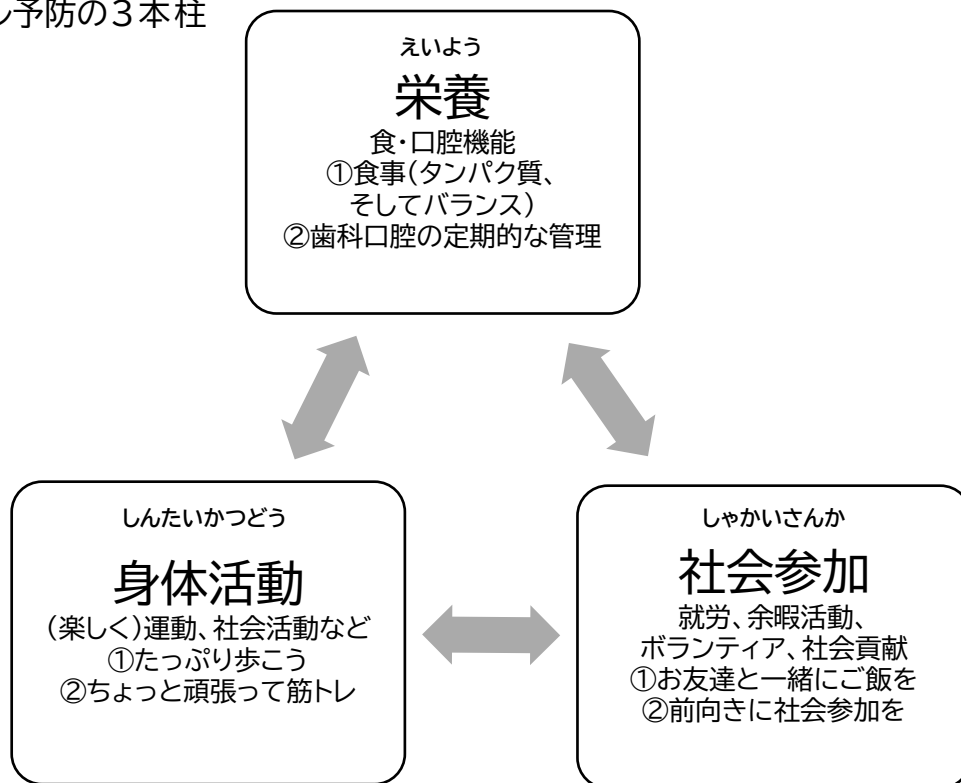 ル予防の３本柱
えいよう
栄養
食・口腔機能
①食事（タンパク質、
そしてバランス）
②歯科口腔の定期的な管理
しんたいかつどう
身体活動
（楽しく）運動、社会活動など
①たっぷり歩こう
②ちょっと頑張って筋トレ
しゃかいさんか
社会参加
就労、余暇活動、
ボランティア、社会貢献
①お友達と一緒にご飯を
②前向きに社会参加を